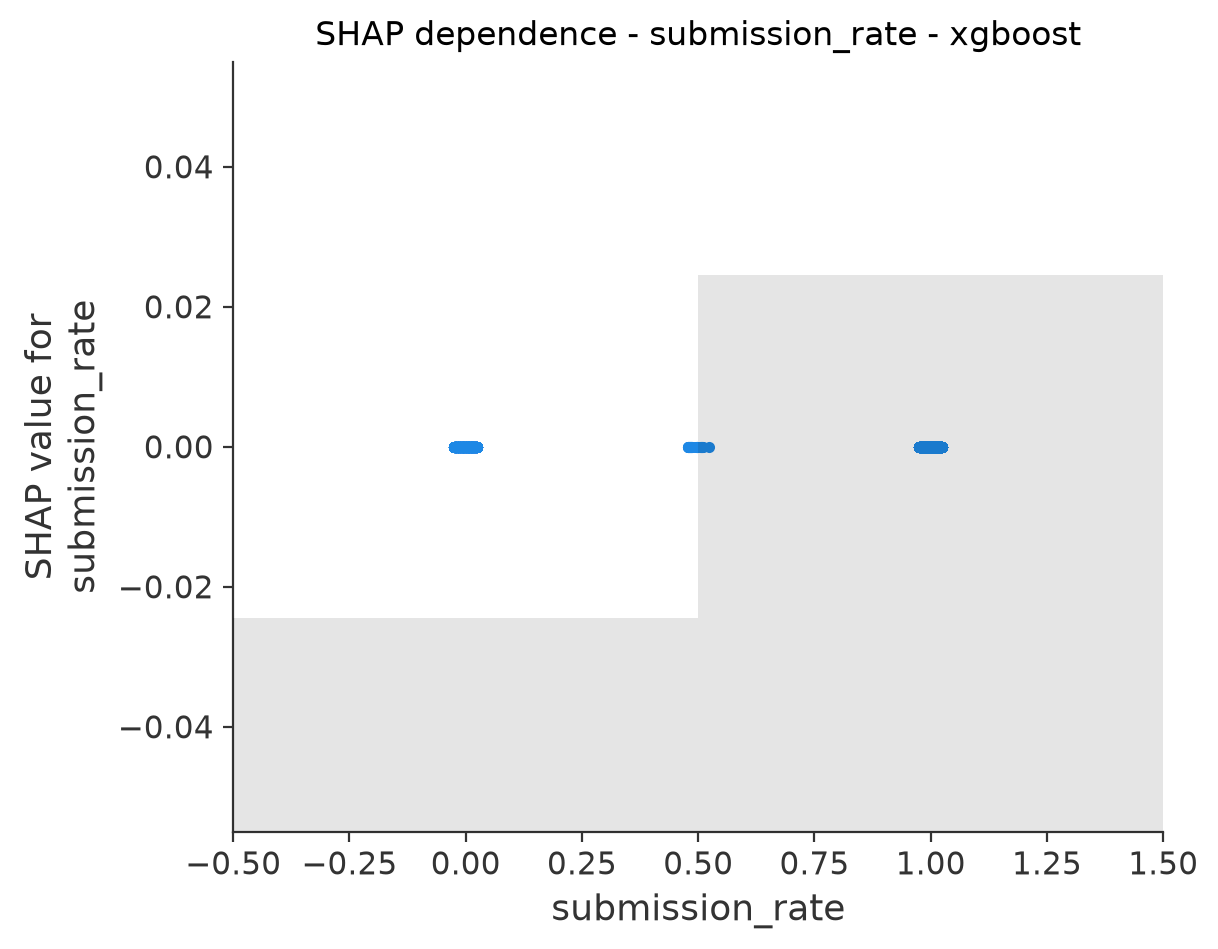 SHAP dependence - submission_rate - xgboost
SHAP value for
submission_rate
0.04
0.02
0.00
−0.02
−0.04
−0.50 −0.25 0.00 0.25 0.50 0.75 1.00 1.25 1.50
submission_rate